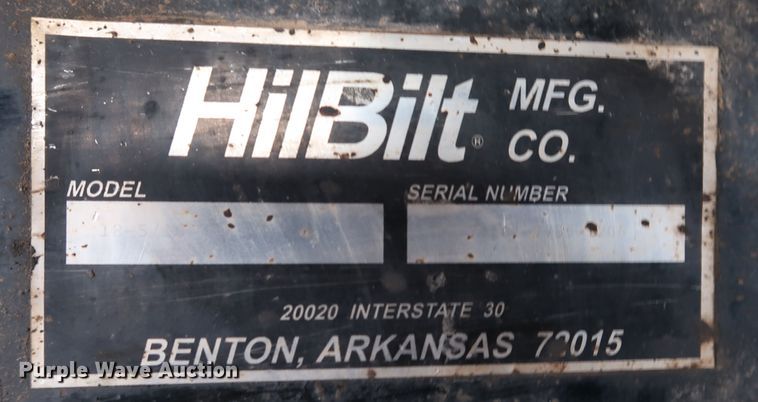 HilBilt® MFG. CO.
MODEL
SERIAL NUMBER
20020 INTERSTATE 30
BENTON, ARKANSAS 72015
Purple Wave Auction